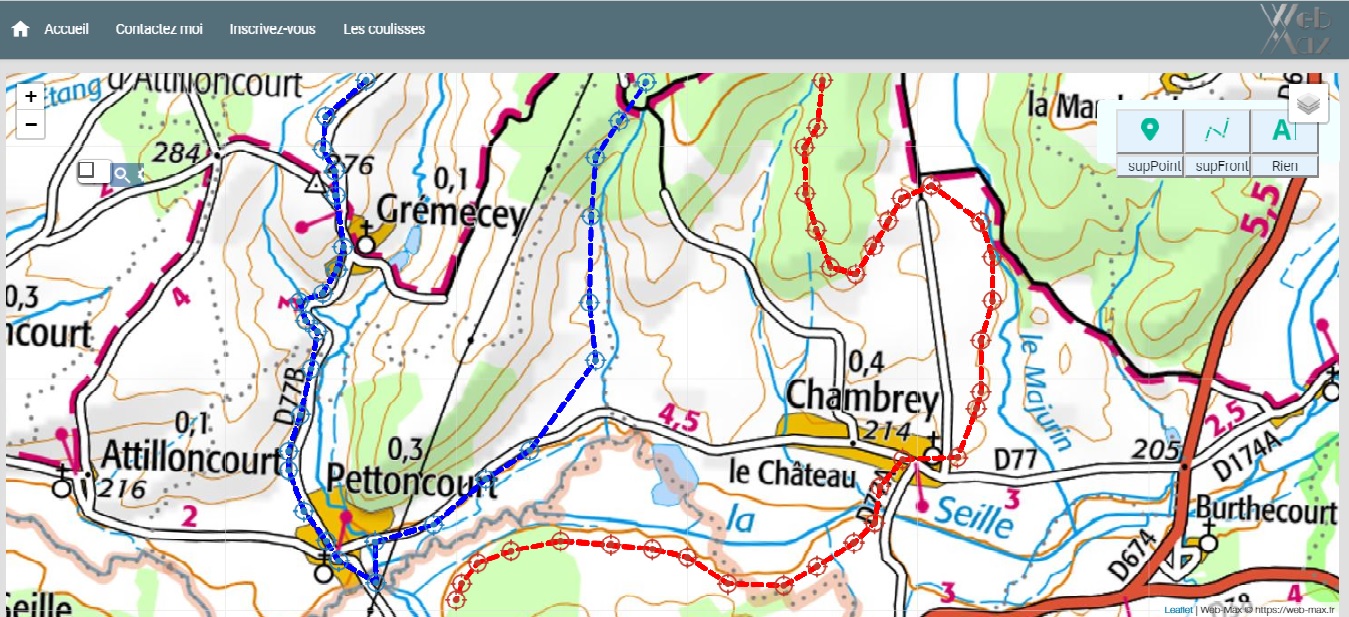 Accueil Contactez moi Inscrivez-vous Les coulisses
Web
Max
+
−
Etang d'Attilloncourt
la Mar
284
276
supPoint supFront Rien
A
0,1
Grémecey
5,5
4
0,3
ncourt
D77B
le Majurin
0,4
Chambrey
214
0,1
Attilloncourt
216
0,3
Pettoncourt
4,5
le Château
D77
3
205
2,5
D174A
2
la
Seille
Burthecourt
D674
Seille
3
4
Leaflet | Web-Max © https://web-max.fr